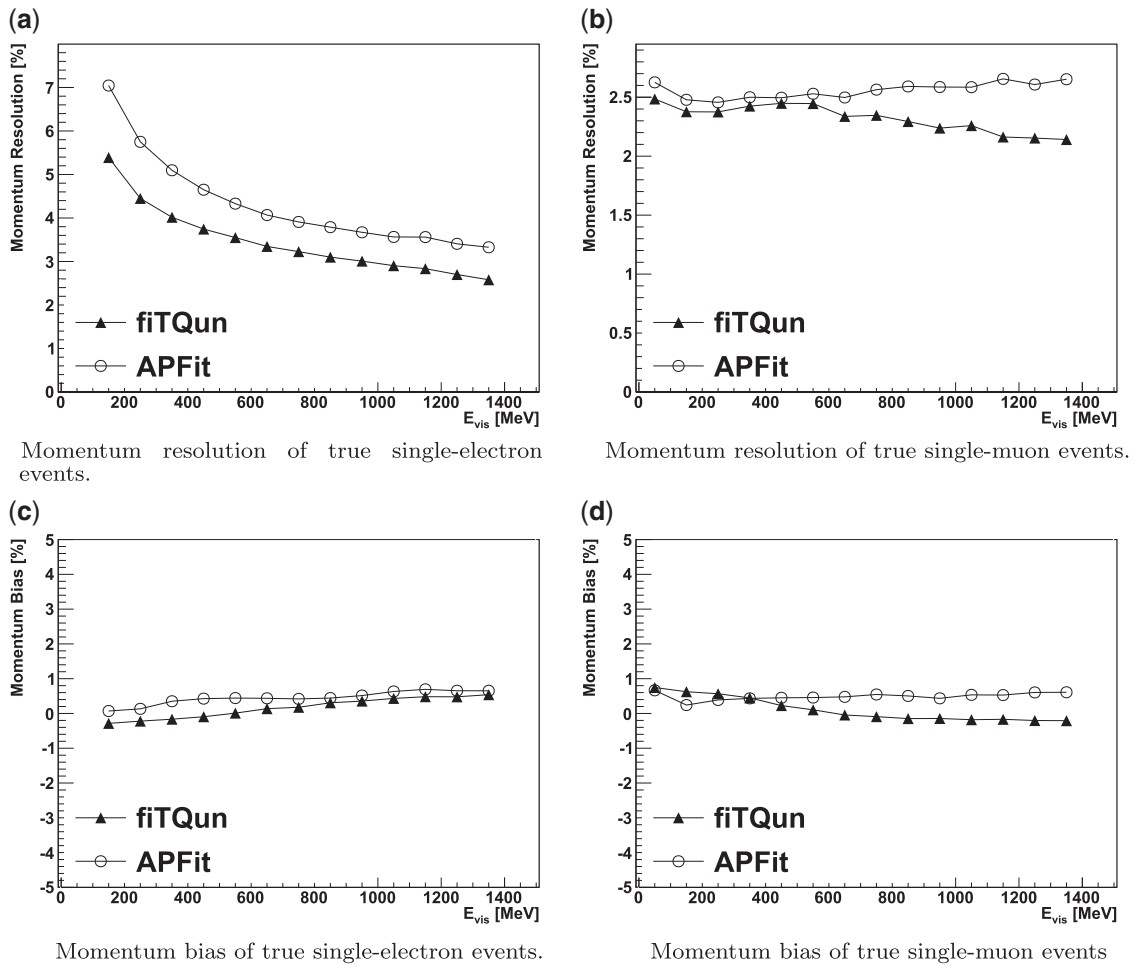 (a)
Momentum Resolution [%]
7
6
5
4
3
2
1
0
fiTQun
APFit
0 200 400 600 800 1000 1200 1400
E_vis [MeV]
Momentum resolution of true single-electron
events.
(b)
Momentum Resolution [%]
2.5
2
1.5
1
0.5
0
fiTQun
APFit
0 200 400 600 800 1000 1200 1400
E_vis [MeV]
Momentum resolution of true single-muon events.
(c)
Momentum Bias [%]
5
4
3
2
1
0
-1
-2
-3
-4
-5
fiTQun
APFit
0 200 400 600 800 1000 1200 1400
E_vis [MeV]
Momentum bias of true single-electron events.
(d)
Momentum Bias [%]
5
4
3
2
1
0
-1
-2
-3
-4
-5
fiTQun
APFit
0 200 400 600 800 1000 1200 1400
E_vis [MeV]
Momentum bias of true single-muon events